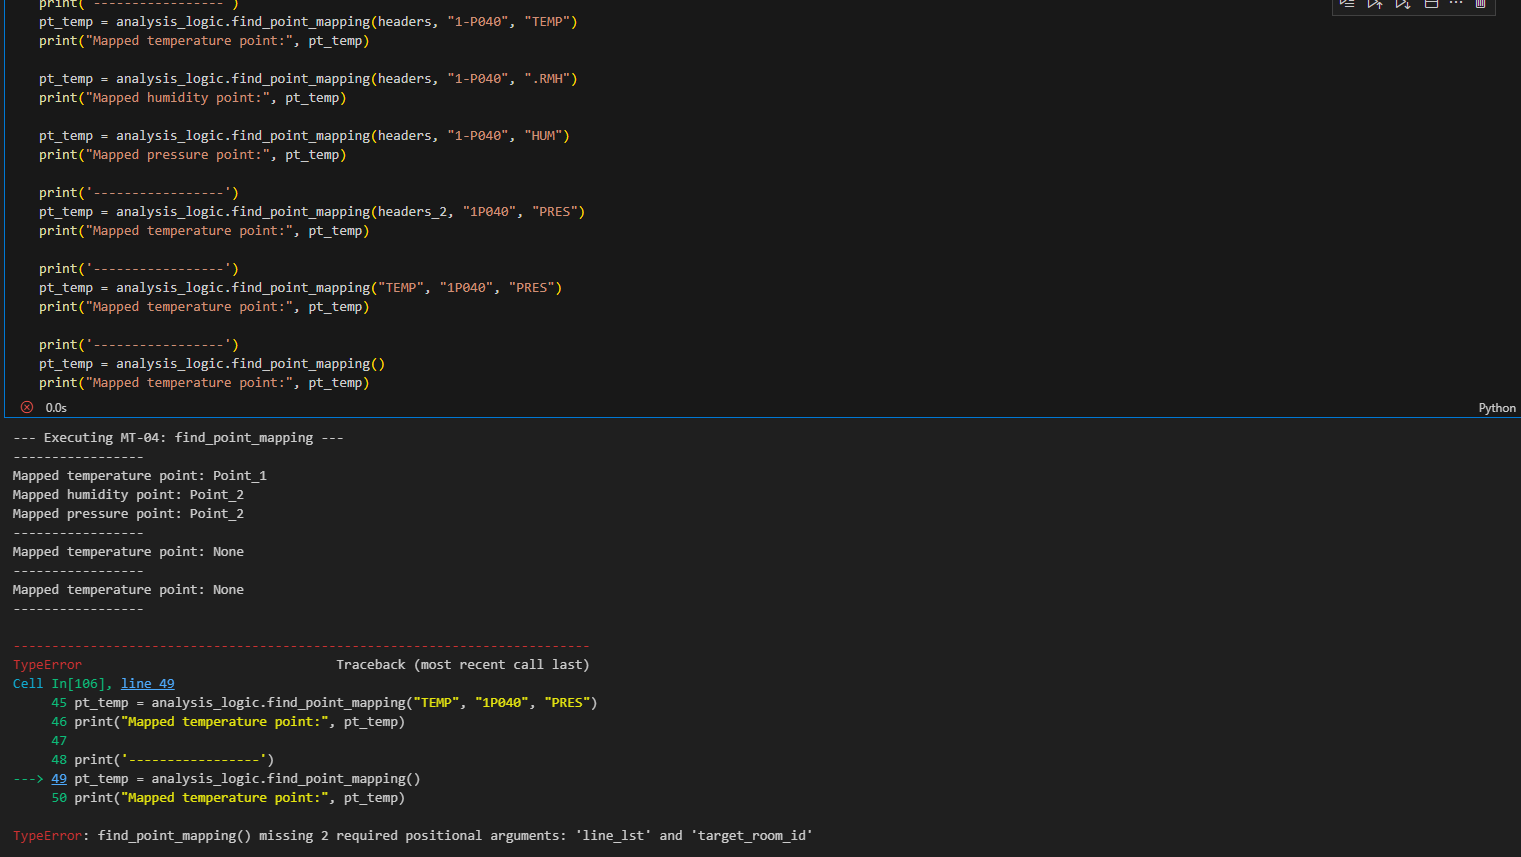 print('-----------------')
pt_temp = analysis_logic.find_point_mapping(headers, "1-P040", "TEMP")
print("Mapped temperature point:", pt_temp)
pt_temp = analysis_logic.find_point_mapping(headers, "1-P040", ".RMH")
print("Mapped humidity point:", pt_temp)
pt_temp = analysis_logic.find_point_mapping(headers, "1-P040", "HUM")
print("Mapped pressure point:", pt_temp)
print('-----------------')
pt_temp = analysis_logic.find_point_mapping(headers_2, "1P040", "PRES")
print("Mapped temperature point:", pt_temp)
print('-----------------')
pt_temp = analysis_logic.find_point_mapping("TEMP", "1P040", "PRES")
print("Mapped temperature point:", pt_temp)
print('-----------------')
pt_temp = analysis_logic.find_point_mapping()
print("Mapped temperature point:", pt_temp)
0.0s
Python
--- Executing MT-04: find_point_mapping ---
-----------------
Mapped temperature point: Point_1
Mapped humidity point: Point_2
Mapped pressure point: Point_2
-----------------
Mapped temperature point: None
-----------------
Mapped temperature point: None
-----------------
---------------------------------------------------------------------------
TypeError                                 Traceback (most recent call last)
Cell In[106], line 49
45 pt_temp = analysis_logic.find_point_mapping("TEMP", "1P040", "PRES")
46 print("Mapped temperature point:", pt_temp)
47
48 print('-----------------')
---> 49 pt_temp = analysis_logic.find_point_mapping()
50 print("Mapped temperature point:", pt_temp)
TypeError: find_point_mapping() missing 2 required positional arguments: 'line_lst' and 'target_room_id'